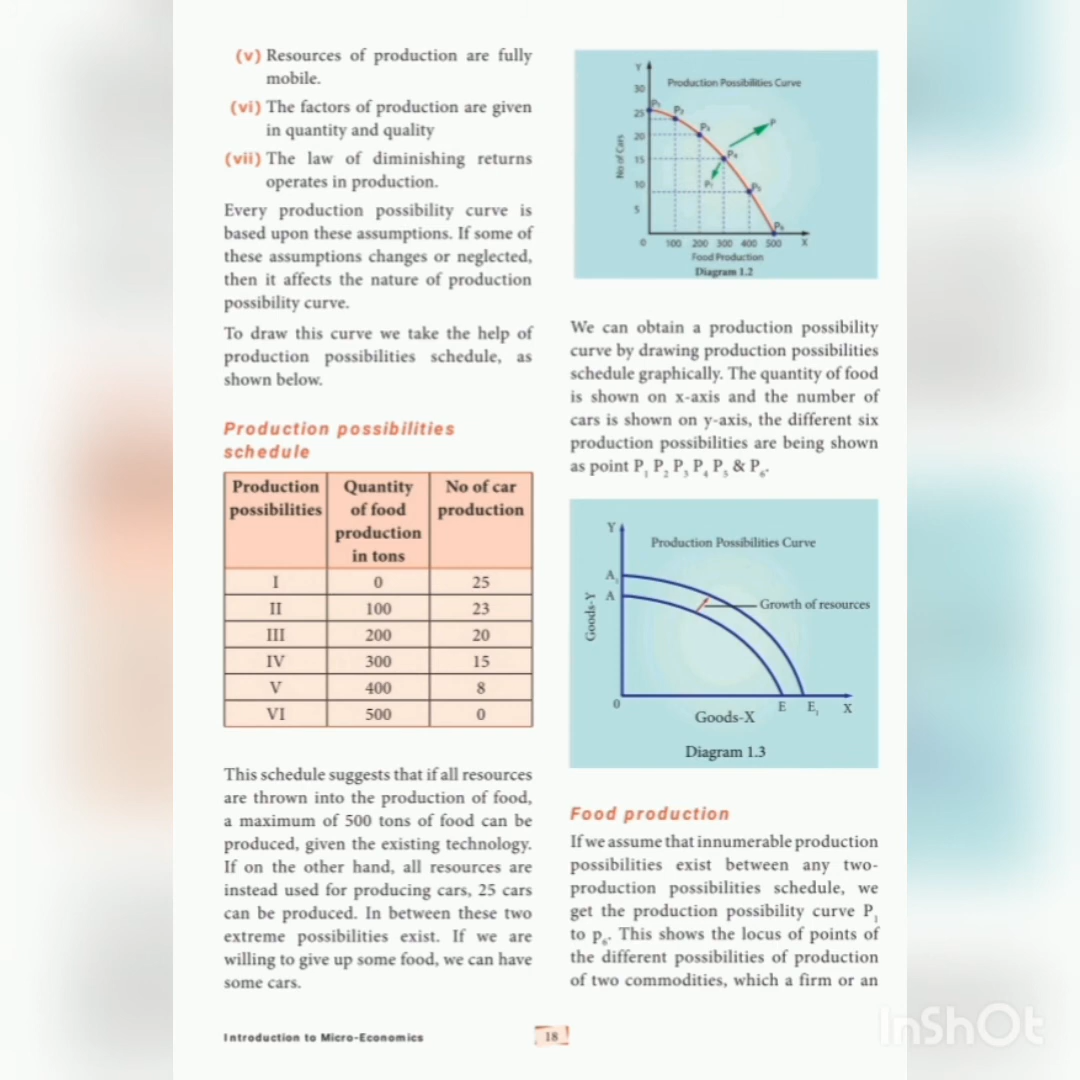 (v) Resources of production are fully
mobile.
(vi) The factors of production are given
in quantity and quality
(vii) The law of diminishing returns
operates in production.
Every production possibility curve is
based upon these assumptions. If some of
these assumptions changes or neglected,
then it affects the nature of production
possibility curve.
To draw this curve we take the help of
production possibilities schedule, as
shown below.
Production possibilities
schedule
Production possibilities | Quantity of food production in tons | No of car production
I 0 25
II 100 23
III 200 20
IV 300 15
V 400 8
VI 500 0
This schedule suggests that if all resources
are thrown into the production of food,
a maximum of 500 tons of food can be
produced, given the existing technology.
If on the other hand, all resources are
instead used for producing cars, 25 cars
can be produced. In between these two
extreme possibilities exist. If we are
willing to give up some food, we can have
some cars.
Y
Production Possibilities Curve
30
25
20
15
10
5
No of Cars
P₁
P₂
P₃
P
P₄
P₇
P₅
P₆
0 100 200 300 400 500 X
Food Production
Diagram 1.2
We can obtain a production possibility
curve by drawing production possibilities
schedule graphically. The quantity of food
is shown on x-axis and the number of
cars is shown on y-axis, the different six
production possibilities are being shown
as point P₁ P₂ P₃ P₄ P₅ & P₆.
Y
Production Possibilities Curve
A₁
A
Goods-Y
Growth of resources
0 E E₁ X
Goods-X
Diagram 1.3
Food production
If we assume that innumerable production
possibilities exist between any two-
production possibilities schedule, we
get the production possibility curve P₁
to p₆. This shows the locus of points of
the different possibilities of production
of two commodities, which a firm or an
Introduction to Micro-Economics
18
InShOt